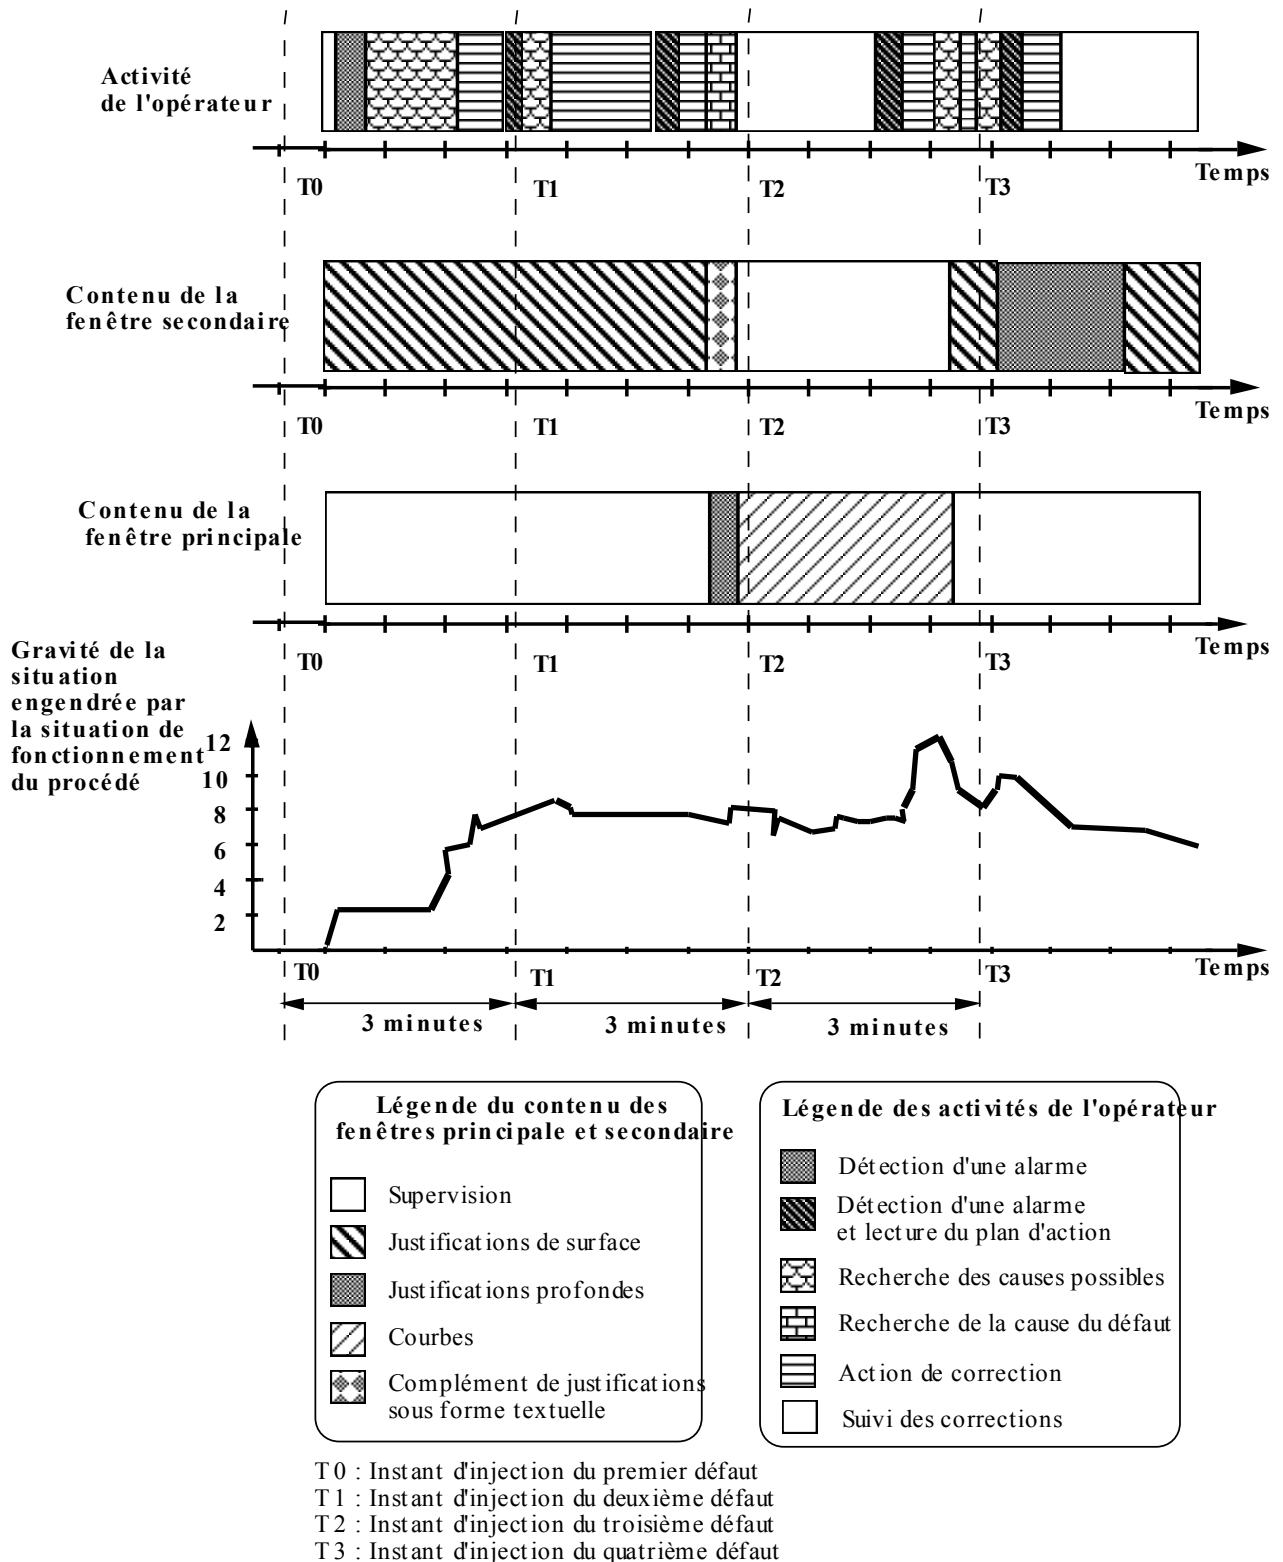 Activité
de l'opérateur
T0
T1
T2
T3
Temps
Contenu de la
fenêtre secondaire
T0
T1
T2
T3
Temps
Contenu de la
fenêtre principale
T0
T1
T2
T3
Temps
Gravité de la
situation
engendrée par
la situation de
fonctionnement
du procédé
12
10
8
6
4
2
T0
T1
T2
T3
Temps
3 minutes
3 minutes
3 minutes
Légende du contenu des
fenêtres principale et secondaire
Supervision
Justifications de surface
Justifications profondes
Courbes
Complément de justifications
sous forme textuelle
Légende des activités de l'opérateur
Détection d'une alarme
Détection d'une alarme
et lecture du plan d'action
Recherche des causes possibles
Recherche de la cause du défaut
Action de correction
Suivi des corrections
T0 : Instant d'injection du premier défaut
T1 : Instant d'injection du deuxième défaut
T2 : Instant d'injection du troisième défaut
T3 : Instant d'injection du quatrième défaut